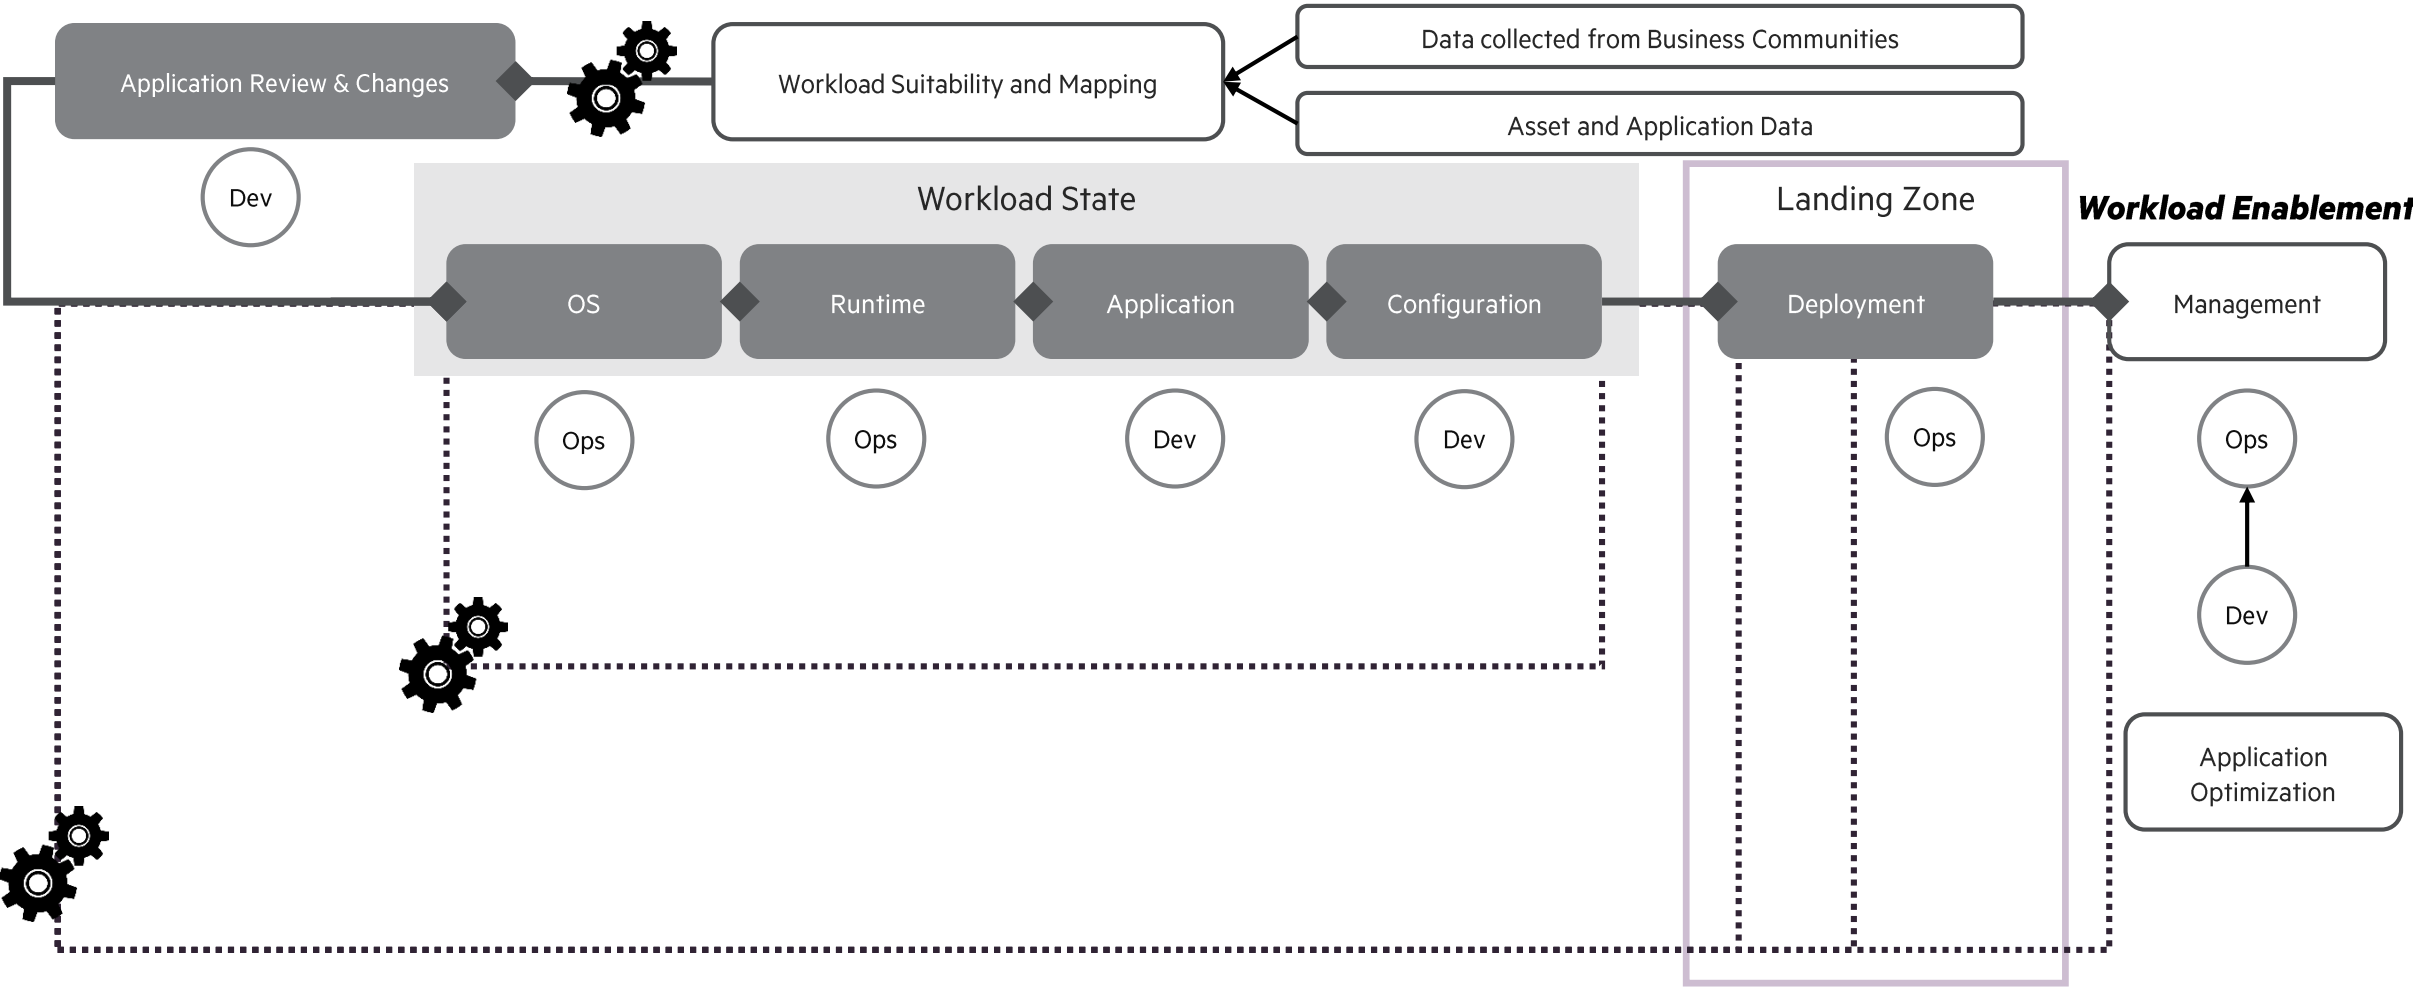 Data collected from Business Communities
Application Review & Changes
Workload Suitability and Mapping
Asset and Application Data
Dev
Workload State
Landing Zone
Workload Enablement
OS
Runtime
Application
Configuration
Deployment
Management
Ops
Ops
Dev
Dev
Ops
Ops
Dev
Application
Optimization